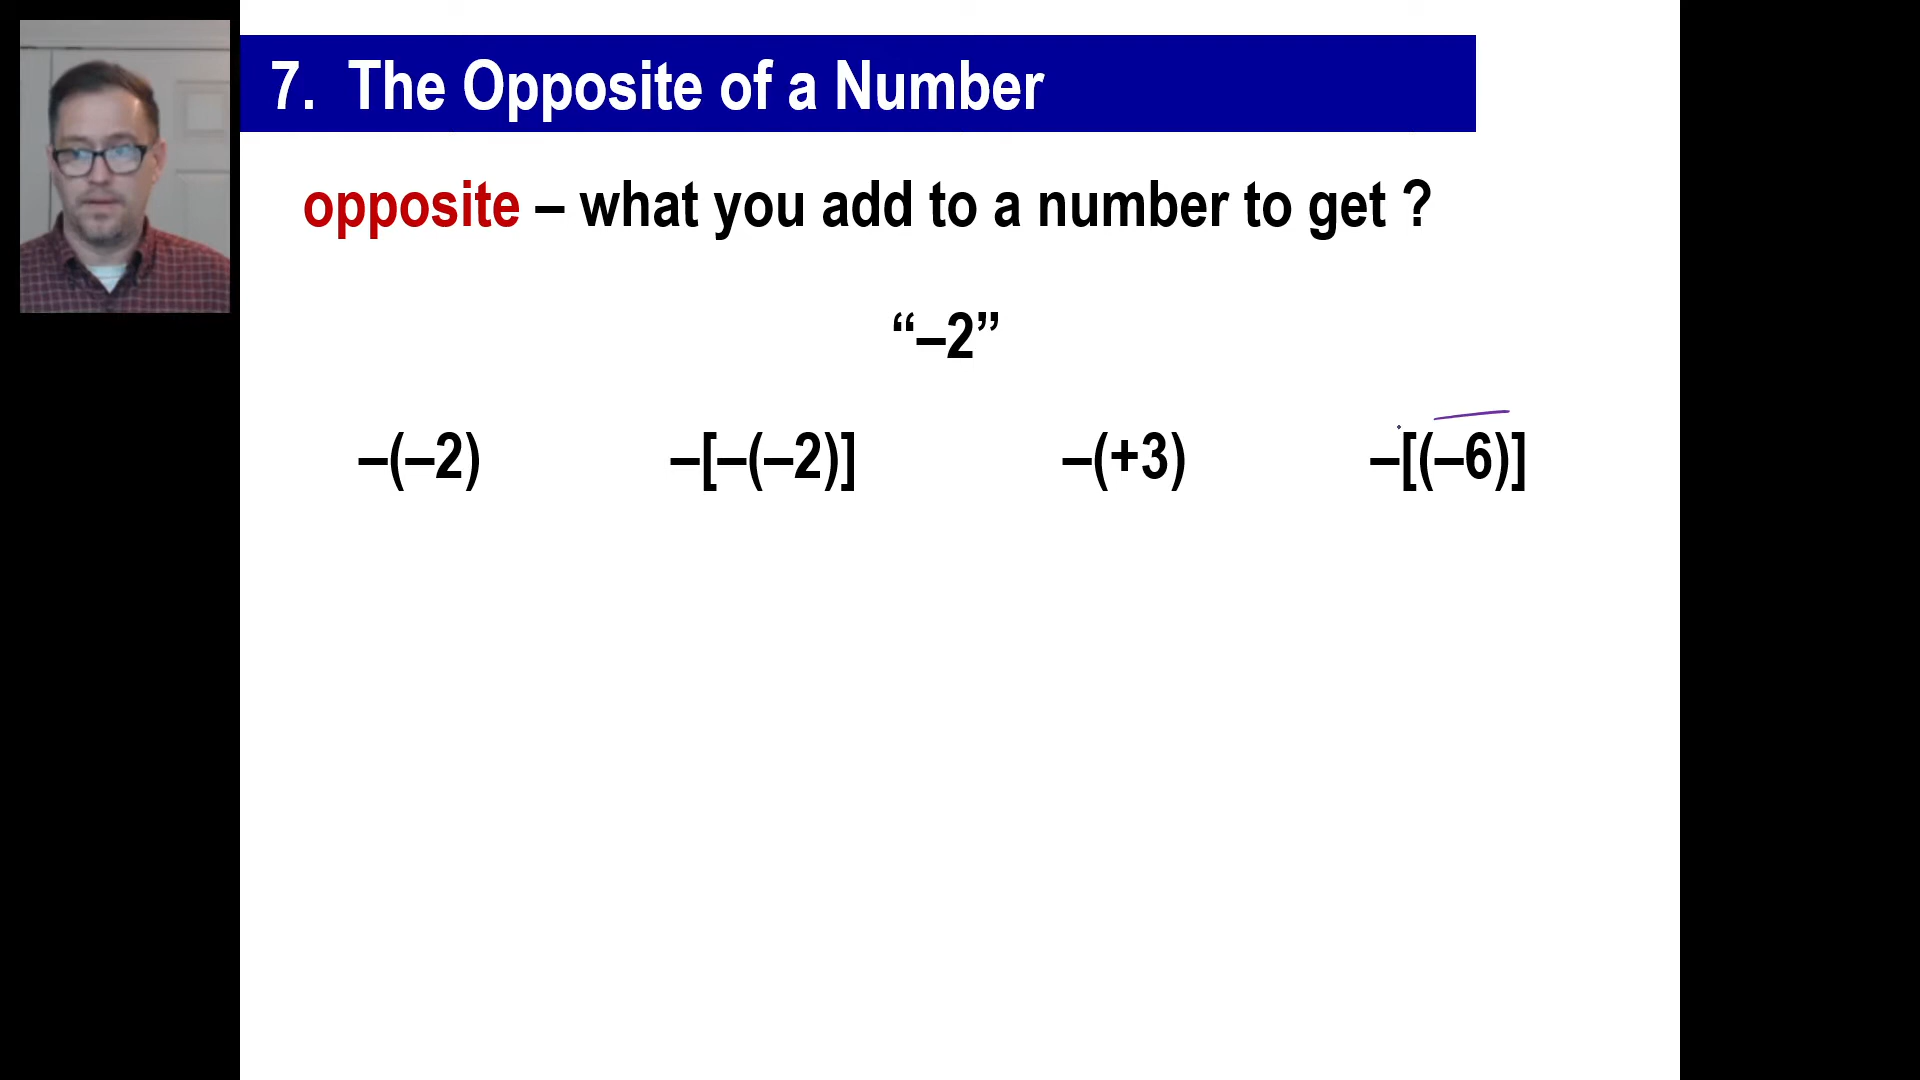 7. The Opposite of a Number
opposite – what you add to a number to get ?
“–2”
–(–2) –[–(–2)] –(+3) –[(–6)]